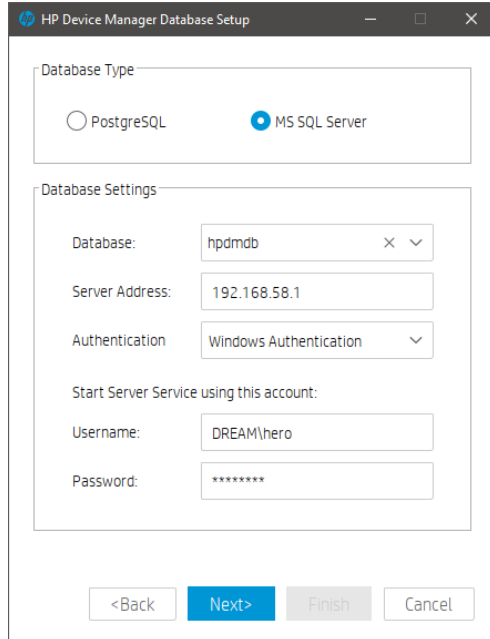 hp HP Device Manager Database Setup
Database Type
PostgreSQL MS SQL Server
Database Settings
Database: hpdmdb
Server Address: 192.168.58.1
Authentication Windows Authentication
Start Server Service using this account:
Username: DREAM\hero
Password: ********
<Back Next> Finish Cancel